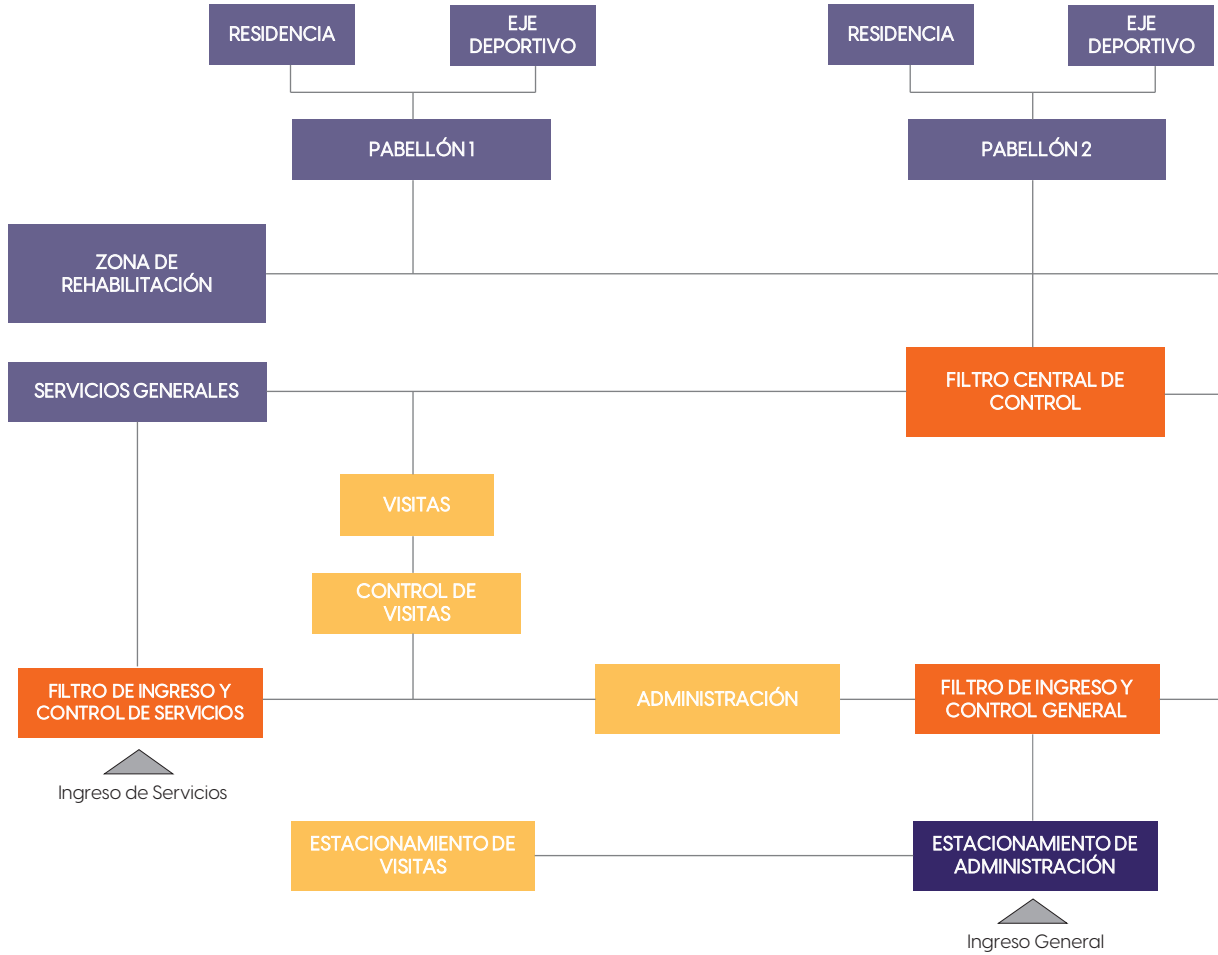 RESIDENCIA
EJE
DEPORTIVO
RESIDENCIA
EJE
DEPORTIVO
PABELLÓN 1
PABELLÓN 2
ZONA DE
REHABILITACIÓN
SERVICIOS GENERALES
FILTRO CENTRAL DE
CONTROL
VISITAS
CONTROL DE
VISITAS
FILTRO DE INGRESO Y
CONTROL DE SERVICIOS
ADMINISTRACIÓN
FILTRO DE INGRESO Y
CONTROL GENERAL
Ingreso de Servicios
ESTACIONAMIENTO DE
VISITAS
ESTACIONAMIENTO DE
ADMINISTRACIÓN
Ingreso General